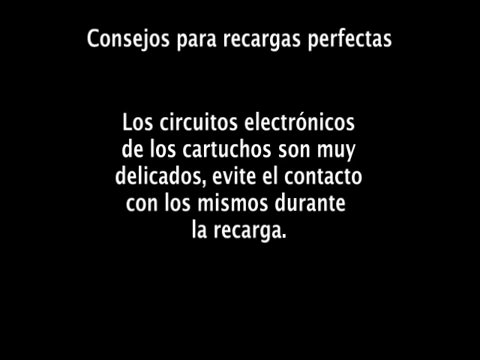 Consejos para recargas perfectas
Los circuitos electrónicos
de los cartuchos son muy
delicados, evite el contacto
con los mismos durante
la recarga.